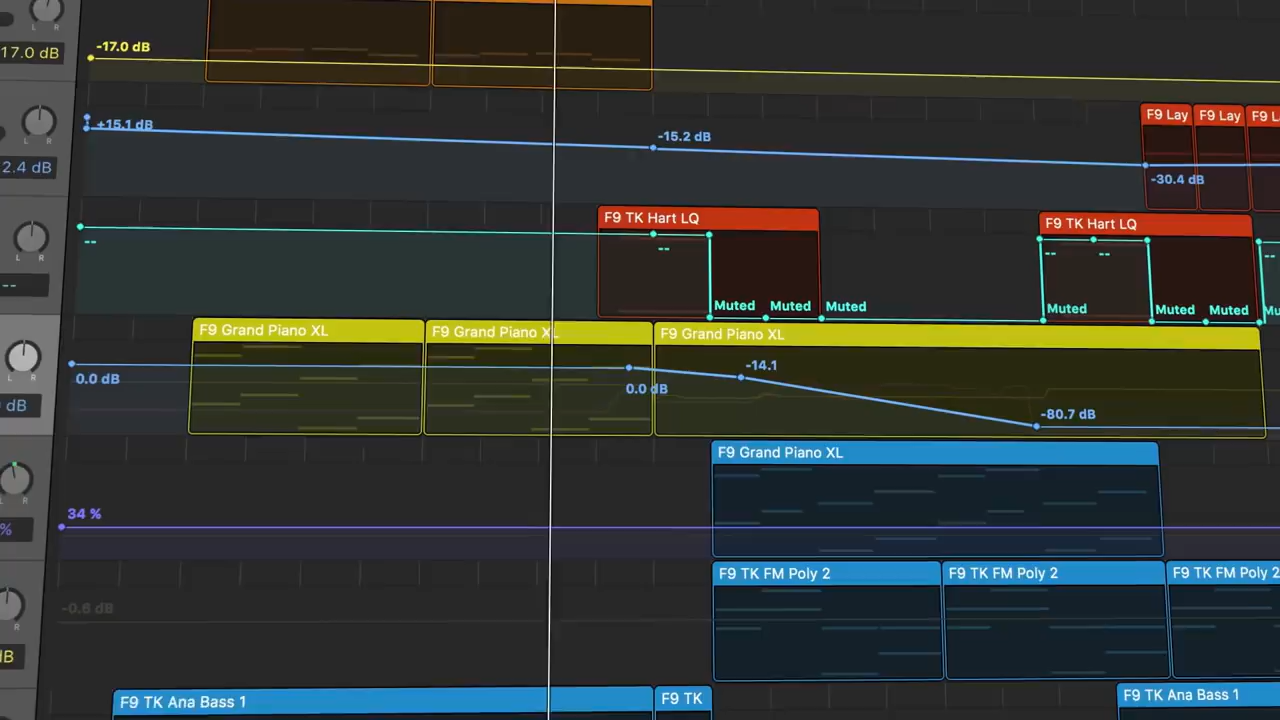 17.0 dB
-17.0 dB
L R
+15.1 dB
-15.2 dB
F9 Lay
F9 Lay
L R
2.4 dB
-30.4 dB
F9 TK Hart LQ
F9 TK Hart LQ
--
--
--
--
--
L R
--
Muted
Muted
Muted
Muted
Muted
Muted
F9 Grand Piano XL
F9 Grand Piano XL
F9 Grand Piano XL
L R
0.0 dB
0.0 dB
-14.1
dB
-80.7 dB
F9 Grand Piano XL
L R
34 %
%
F9 TK FM Poly 2
F9 TK FM Poly 2
F9 TK FM Poly 2
-0.6 dB
R
dB
F9 TK Ana Bass 1
F9 TK
F9 TK Ana Bass 1